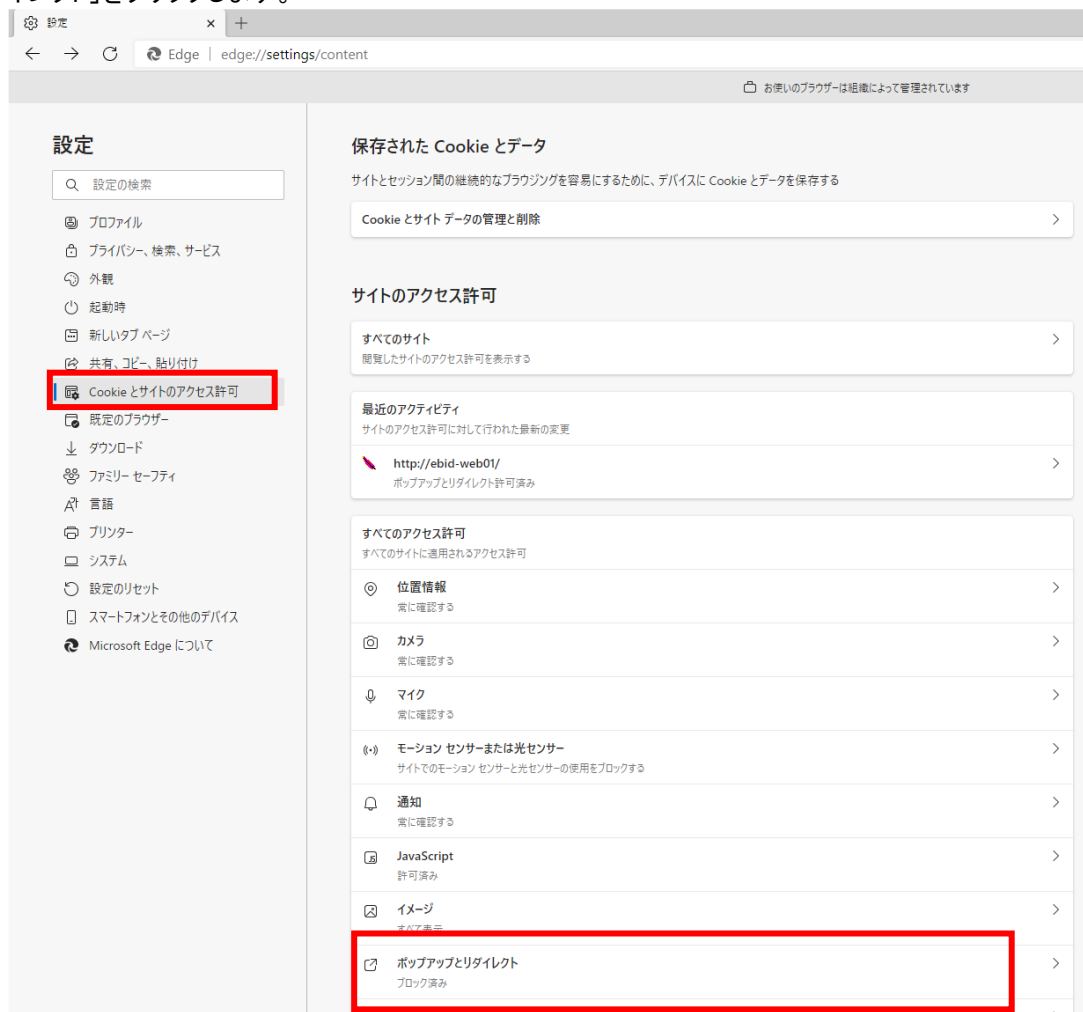 設定
Edge | edge://settings/content
お使いのブラウザーは組織によって管理されています
設定
設定の検索
プロファイル
プライバシー、検索、サービス
外観
起動時
新しいタブ ページ
共有、コピー、貼り付け
Cookie とサイトのアクセス許可
既定のブラウザー
ダウンロード
ファミリー セーフティ
言語
プリンター
システム
設定のリセット
スマートフォンとその他のデバイス
Microsoft Edge について
保存された Cookie とデータ
サイトとセッション間の継続的なブラウジングを容易にするために、デバイスに Cookie とデータを保存する
Cookie とサイト データの管理と削除
サイトのアクセス許可
すべてのサイト
閲覧したサイトのアクセス許可を表示する
最近のアクティビティ
サイトのアクセス許可に対して行われた最新の変更
http://ebid-web01/
ポップアップとリダイレクト許可済み
すべてのアクセス許可
すべてのサイトに適用されるアクセス許可
位置情報
常に確認する
カメラ
常に確認する
マイク
常に確認する
モーション センサーまたは光センサー
サイトでのモーション センサーと光センサーの使用をブロックする
通知
常に確認する
JavaScript
許可済み
イメージ
すべて表示
ポップアップとリダイレクト
ブロック済み